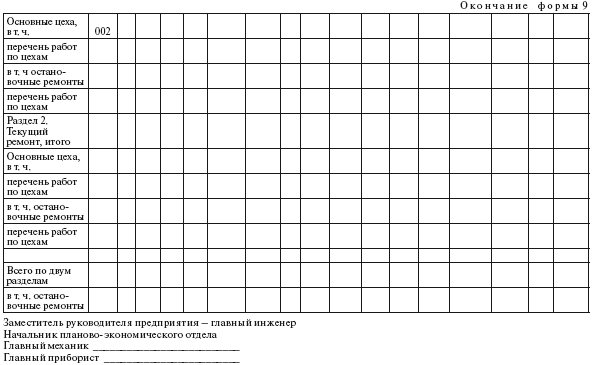 Окончание формы 9
Основные цеха,
в т. ч. 002
перечень работ
по цехам
в т. ч остано-
вочные ремонты
перечень работ
по цехам
Раздел 2.
Текущий
ремонт, итого
Основные цеха,
в т. ч.
перечень работ
по цехам
в т. ч. остано-
вочные ремонты
перечень работ
по цехам
Всего по двум
разделам
в т. ч. остано-
вочные ремонты
Заместитель руководителя предприятия — главный инженер
Начальник планово-экономического отдела
Главный механик ____________________
Главный приборист ____________________